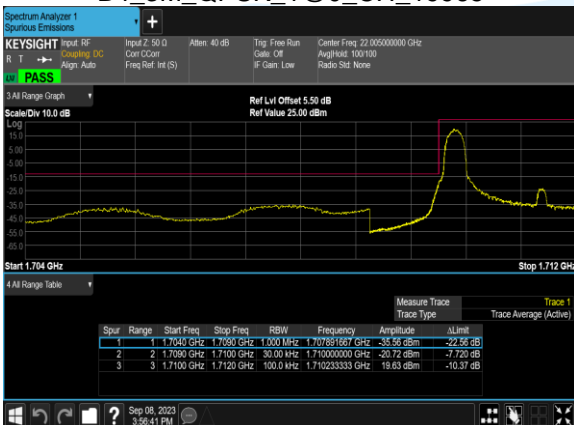 Spectrum Analyzer 1
Spurious Emissions
KEYSIGHT Input: RF Input Z: 50 Ω Atten: 40 dB Trig: Free Run Center Freq: 22.005000000 GHz
R T Coupling: DC Corr CCorr Gate: Off Avg|Hold: 100/100
Align: Auto Freq Ref: Int (S) IF Gain: Low Radio Std: None
PASS
3 All Range Graph
Ref Lvl Offset 5.50 dB
Scale/Div 10.0 dB Ref Value 25.00 dBm
Log
15.0
5.00
-5.00
-15.0
-25.0
-35.0
-45.0
-55.0
-65.0
Start 1.704 GHz Stop 1.712 GHz
4 All Range Table
Measure Trace Trace 1
Trace Type Trace Average (Active)
Spur Range Start Freq Stop Freq RBW Frequency Amplitude ΔLimit
1 1 1.7040 GHz 1.7090 GHz 1.000 MHz 1.707891667 GHz -35.56 dBm -22.56 dB
2 2 1.7090 GHz 1.7100 GHz 30.00 kHz 1.710000000 GHz -20.72 dBm -7.720 dB
3 3 1.7100 GHz 1.7120 GHz 100.0 kHz 1.710233333 GHz 19.63 dBm -10.37 dB
? Sep 08, 2023
3:56:41 PM